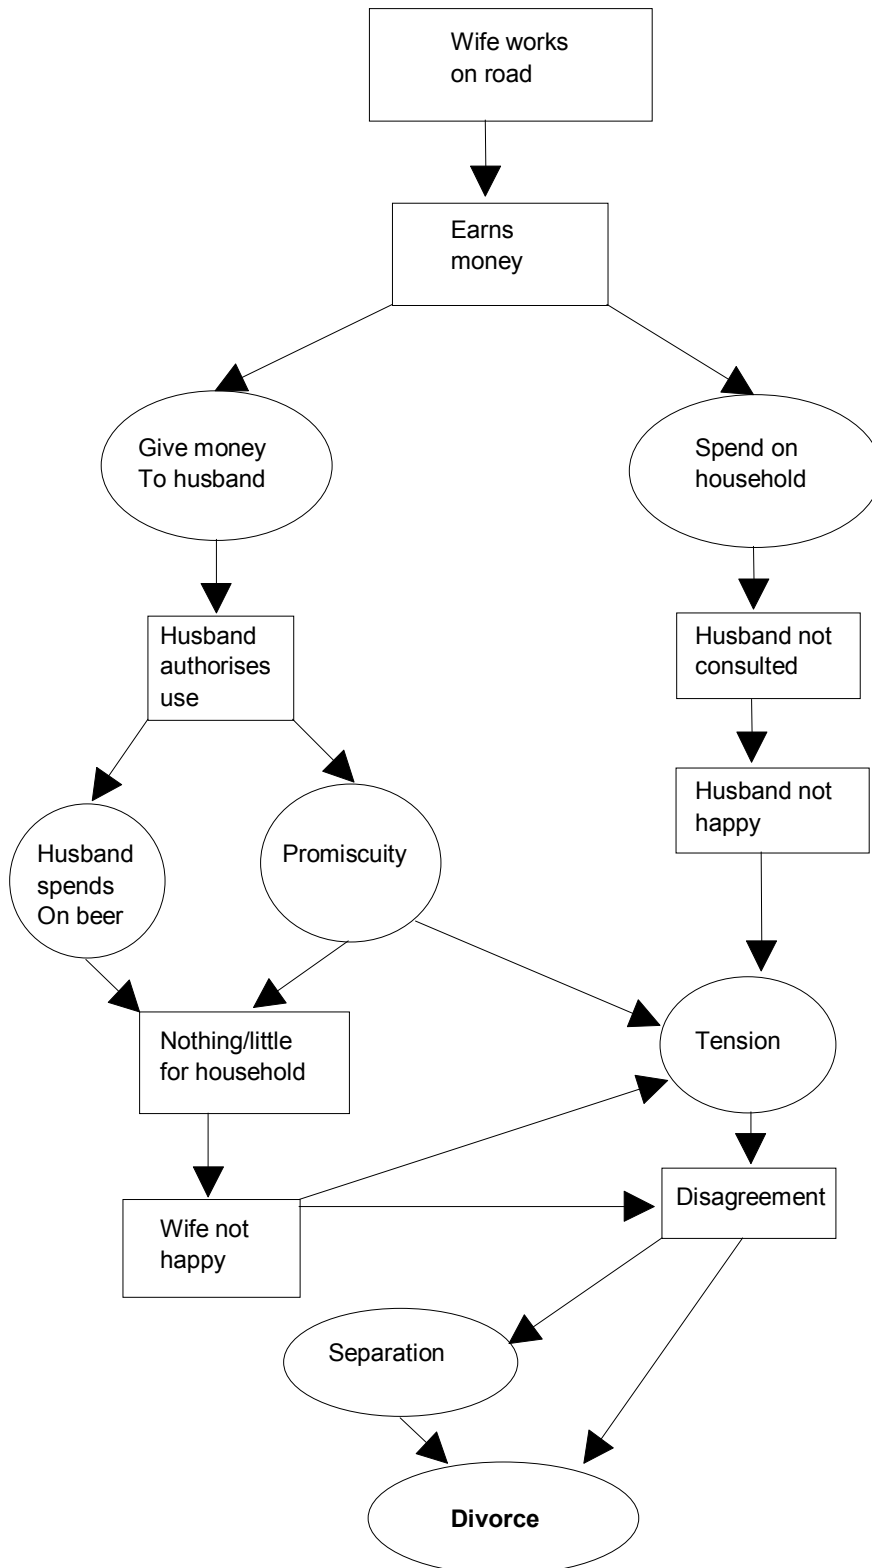 Wife works
on road
Earns
money
Give money
To husband
Spend on
household
Husband
authorises
use
Husband not
consulted
Husband not
happy
Husband
spends
On beer
Promiscuity
Nothing/little
for household
Tension
Wife not
happy
Disagreement
Separation
Divorce